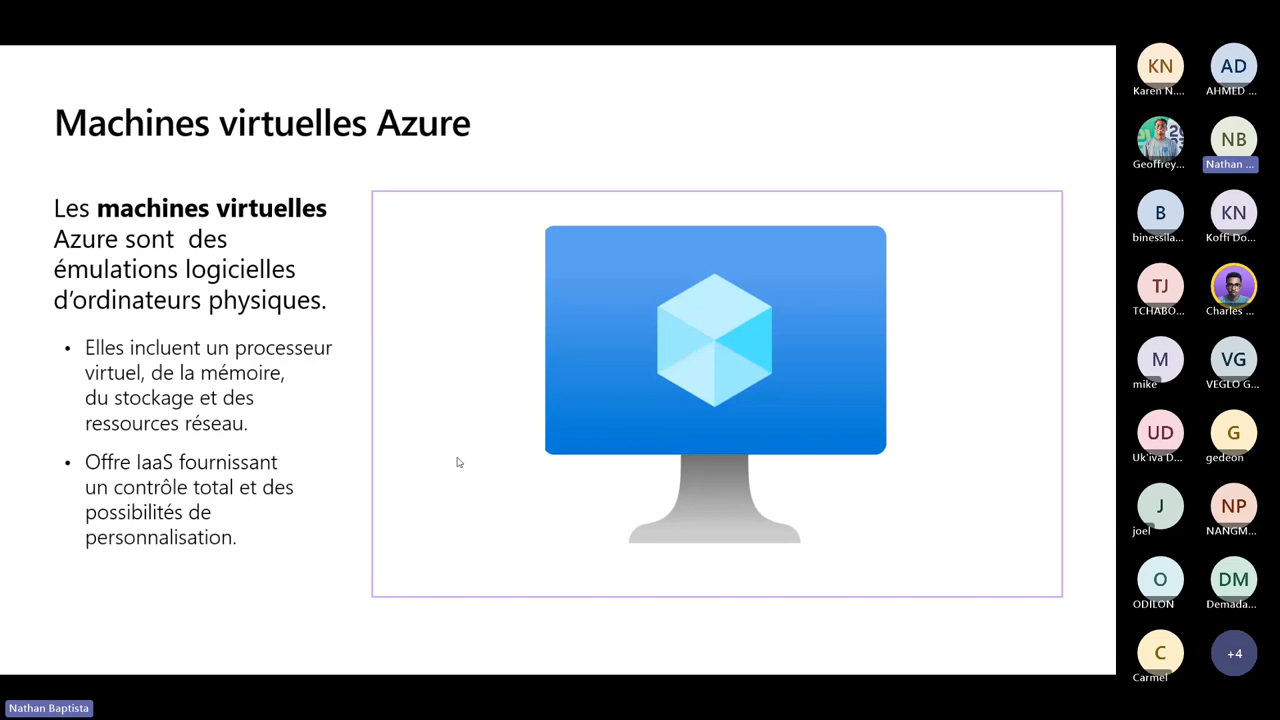 Machines virtuelles Azure
Les machines virtuelles
Azure sont  des
émulations logicielles
d’ordinateurs physiques.
• Elles incluent un processeur
virtuel, de la mémoire,
du stockage et des
ressources réseau.
• Offre IaaS fournissant
un contrôle total et des
possibilités de
personnalisation.
KN
Karen N....
AD
AHMED ...
Geoffrey...
NB
Nathan ...
B
binessila...
KN
Koffi Do...
TJ
TCHABO...
Charles ...
M
mike
VG
VEGLO G...
UD
Uk'iva D...
G
gedeon
J
joel
NP
NANGM...
O
ODILON
DM
Demada...
C
Carmel
+4
Nathan Baptista